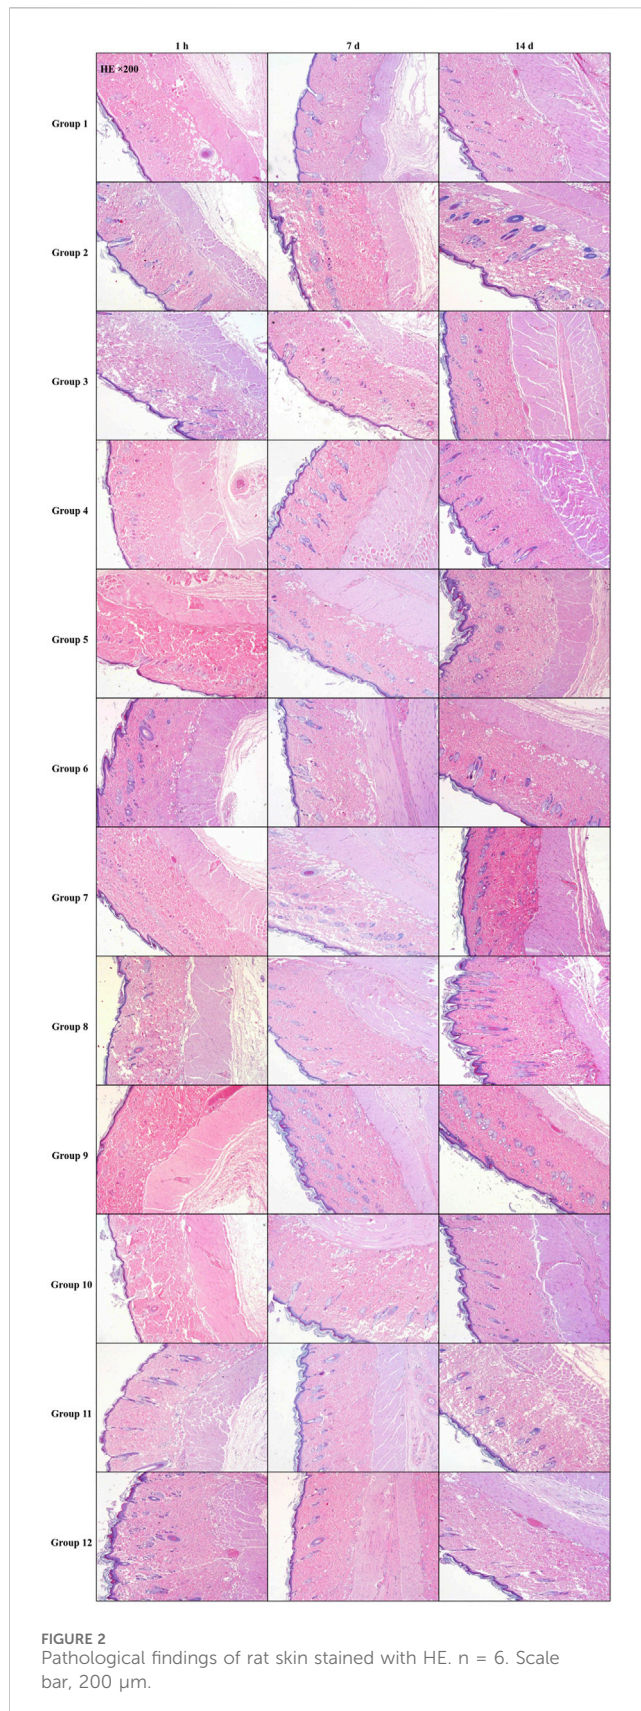 1 h 7 d 14 d
HE ×200
Group 1
Group 2
Group 3
Group 4
Group 5
Group 6
Group 7
Group 8
Group 9
Group 10
Group 11
Group 12
FIGURE 2
Pathological findings of rat skin stained with HE. n = 6. Scale
bar, 200 µm.